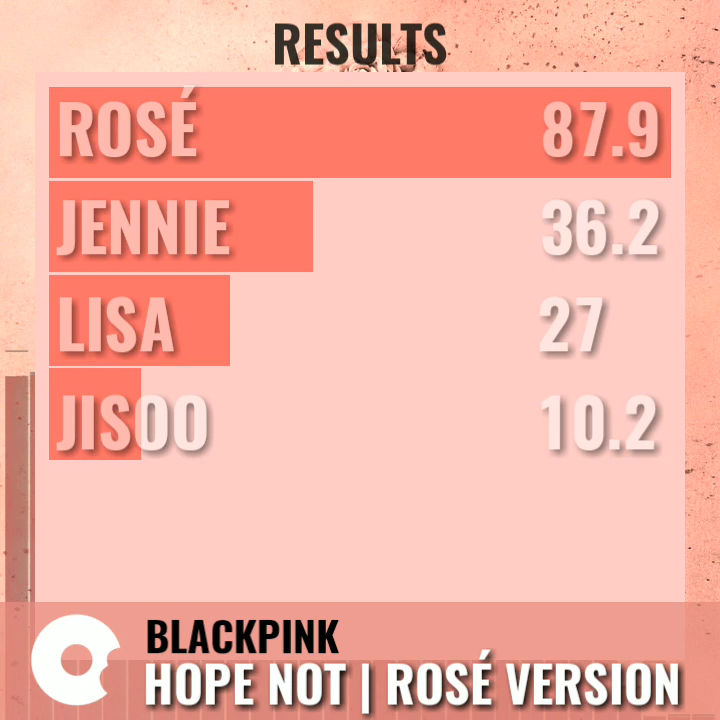 RESULTS
ROSÉ 87.9
JENNIE 36.2
LISA 27
JISOO 10.2
BLACKPINK
HOPE NOT | ROSÉ VERSION